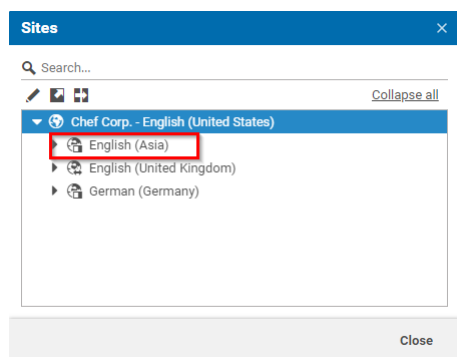 Sites
Search...
Collapse all
Chef Corp. - English (United States)
English (Asia)
English (United Kingdom)
German (Germany)
Close